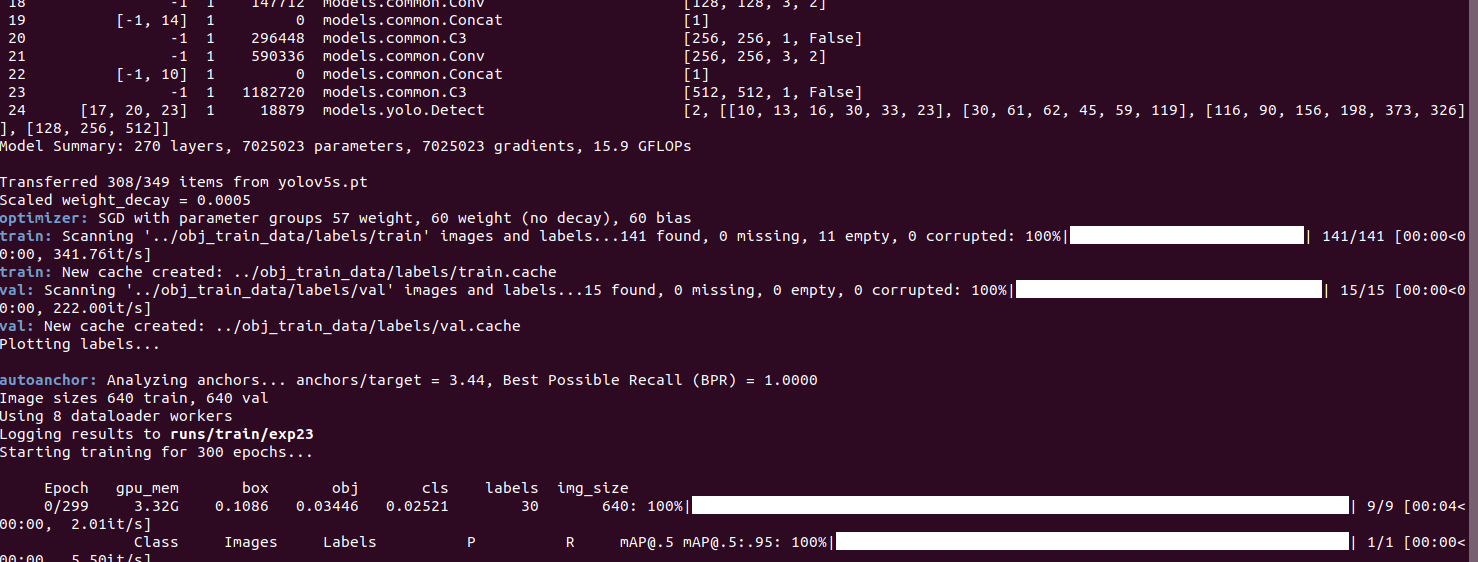 18 -1 1 147712 models.common.Conv [128, 128, 3, 2]
19 [-1, 14] 1 0 models.common.Concat [1]
20 -1 1 296448 models.common.C3 [256, 256, 1, False]
21 -1 1 590336 models.common.Conv [256, 256, 3, 2]
22 [-1, 10] 1 0 models.common.Concat [1]
23 -1 1 1182720 models.common.C3 [512, 512, 1, False]
24 [17, 20, 23] 1 18879 models.yolo.Detect [2, [[10, 13, 16, 30, 33, 23], [30, 61, 62, 45, 59, 119], [116, 90, 156, 198, 373, 326]
], [128, 256, 512]]
Model Summary: 270 layers, 7025023 parameters, 7025023 gradients, 15.9 GFLOPs
Transferred 308/349 items from yolov5s.pt
Scaled weight_decay = 0.0005
optimizer: SGD with parameter groups 57 weight, 60 weight (no decay), 60 bias
train: Scanning '../obj_train_data/labels/train' images and labels...141 found, 0 missing, 11 empty, 0 corrupted: 100%| | 141/141 [00:00<0
0:00, 341.76it/s]
train: New cache created: ../obj_train_data/labels/train.cache
val: Scanning '../obj_train_data/labels/val' images and labels...15 found, 0 missing, 0 empty, 0 corrupted: 100%| | 15/15 [00:00<0
0:00, 222.00it/s]
val: New cache created: ../obj_train_data/labels/val.cache
Plotting labels...
autoanchor: Analyzing anchors... anchors/target = 3.44, Best Possible Recall (BPR) = 1.0000
Image sizes 640 train, 640 val
Using 8 dataloader workers
Logging results to runs/train/exp23
Starting training for 300 epochs...
Epoch gpu_mem box obj cls labels img_size
0/299 3.32G 0.1086 0.03446 0.02521 30 640: 100%| | 9/9 [00:04<
00:00, 2.01it/s]
Class Images Labels P R mAP@.5 mAP@.5:.95: 100%| | 1/1 [00:00<
00:00, 5.50it/s]